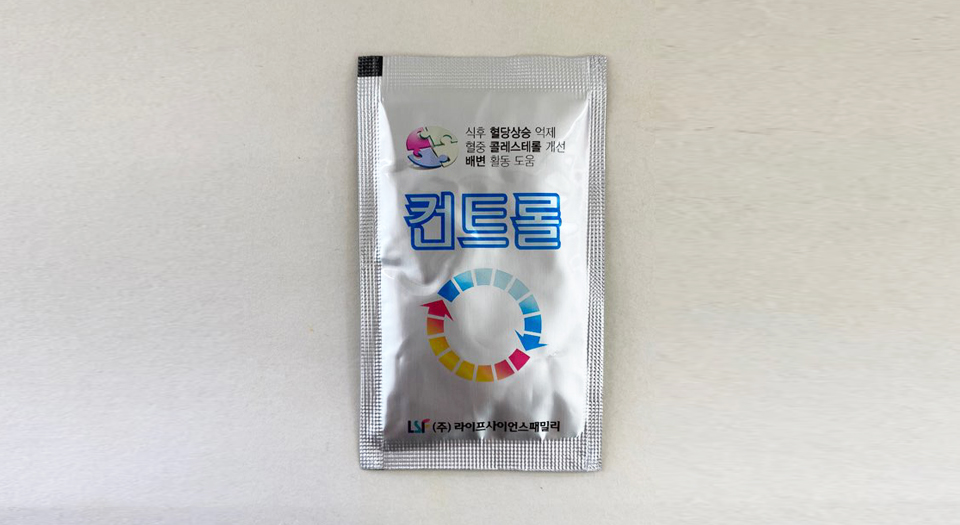 식후 혈당상승 억제
혈중 콜레스테롤 개선
배변 활동 도움
컨트롤
LSF (주) 라이프사이언스패밀리